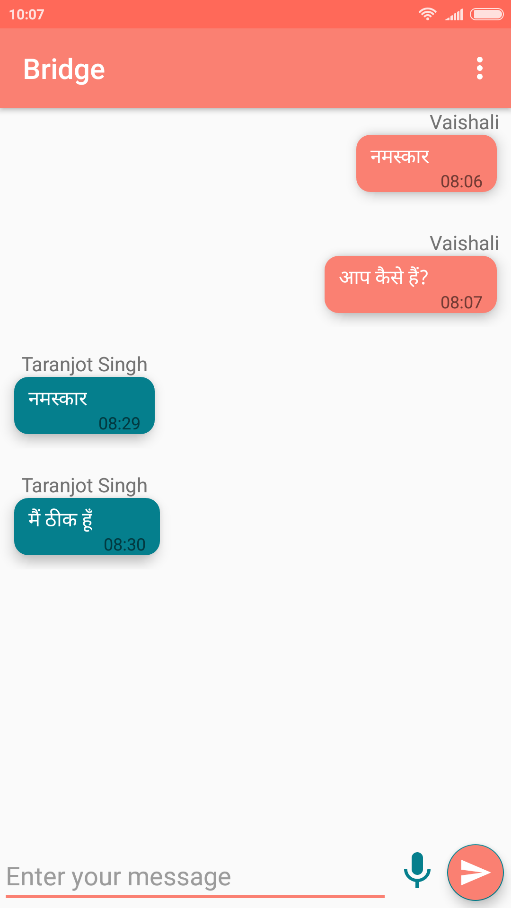 10:07
Bridge
Vaishali
नमस्कार
08:06
Vaishali
आप कैसे हैं?
08:07
Taranjot Singh
नमस्कार
08:29
Taranjot Singh
मैं ठीक हूँ
08:30
Enter your message